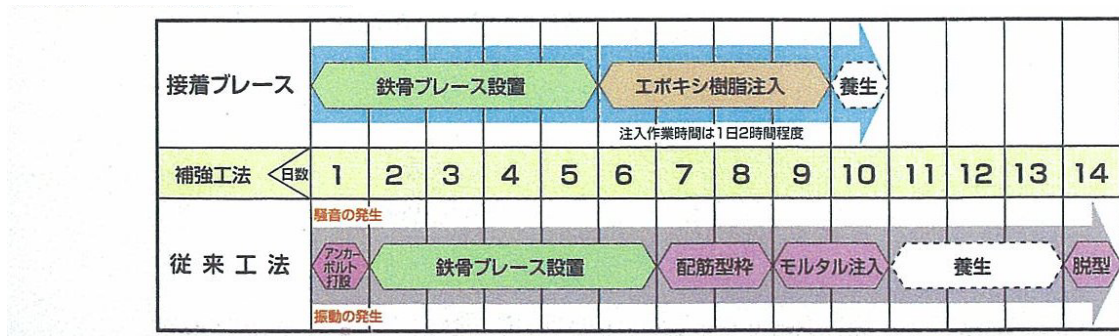 接着ブレース
鉄骨ブレース設置
エポキシ樹脂注入
養生
注入作業時間は1日2時間程度
補強工法
日数
1 2 3 4 5 6 7 8 9 10 11 12 13 14
騒音の発生
従来工法
アンカー
ボルト
打設
鉄骨ブレース設置
配筋型枠
モルタル注入
養生
脱型
振動の発生